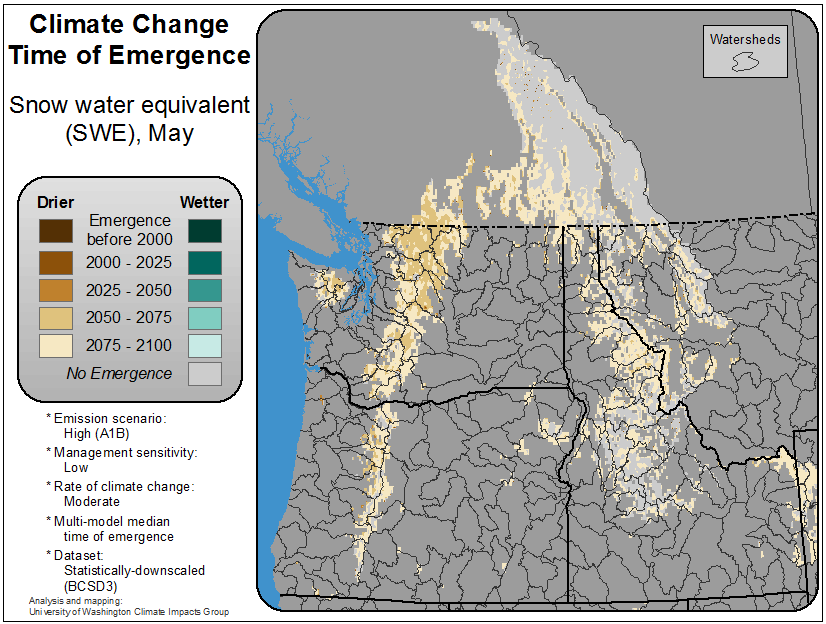 Climate Change
Time of Emergence
Snow water equivalent
(SWE), May
Drier
Wetter
Emergence
before 2000
2000 - 2025
2025 - 2050
2050 - 2075
2075 - 2100
No Emergence
* Emission scenario:
High (A1B)
* Management sensitivity:
Low
* Rate of climate change:
Moderate
* Multi-model median
time of emergence
* Dataset:
Statistically-downscaled
(BCSD3)
Analysis and mapping:
University of Washington Climate Impacts Group
Watersheds